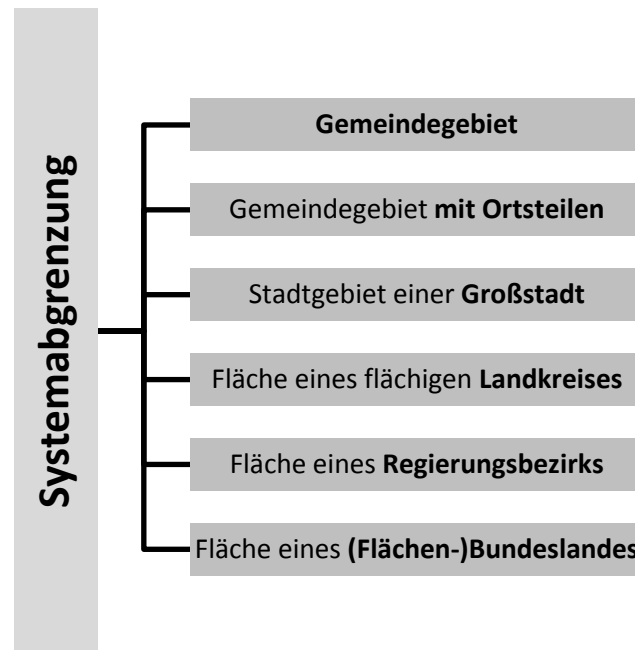 Systemabgrenzung
Gemeindegebiet
Gemeindegebiet mit Ortsteilen
Stadtgebiet einer Großstadt
Fläche eines flächigen Landkreises
Fläche eines Regierungsbezirks
Fläche eines (Flächen-)Bundeslandes